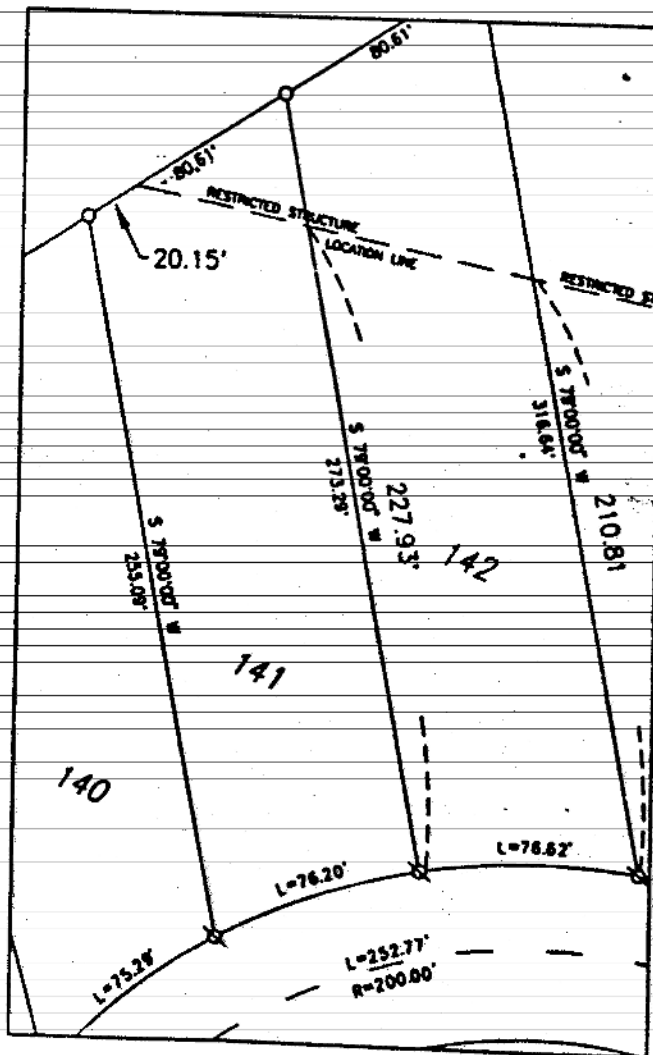 80.61'
80.61'
RESTRICTED STRUCTURE
LOCATION LINE
20.15'
RESTRICTED
S 79°00'00" W
316.64'
210.81
S 79°00'00" W
273.29'
227.93'
142
S 79°00'00" W
255.09'
141
140
L=76.62'
L=76.20'
L=75.29'
L=252.77'
R=200.00'